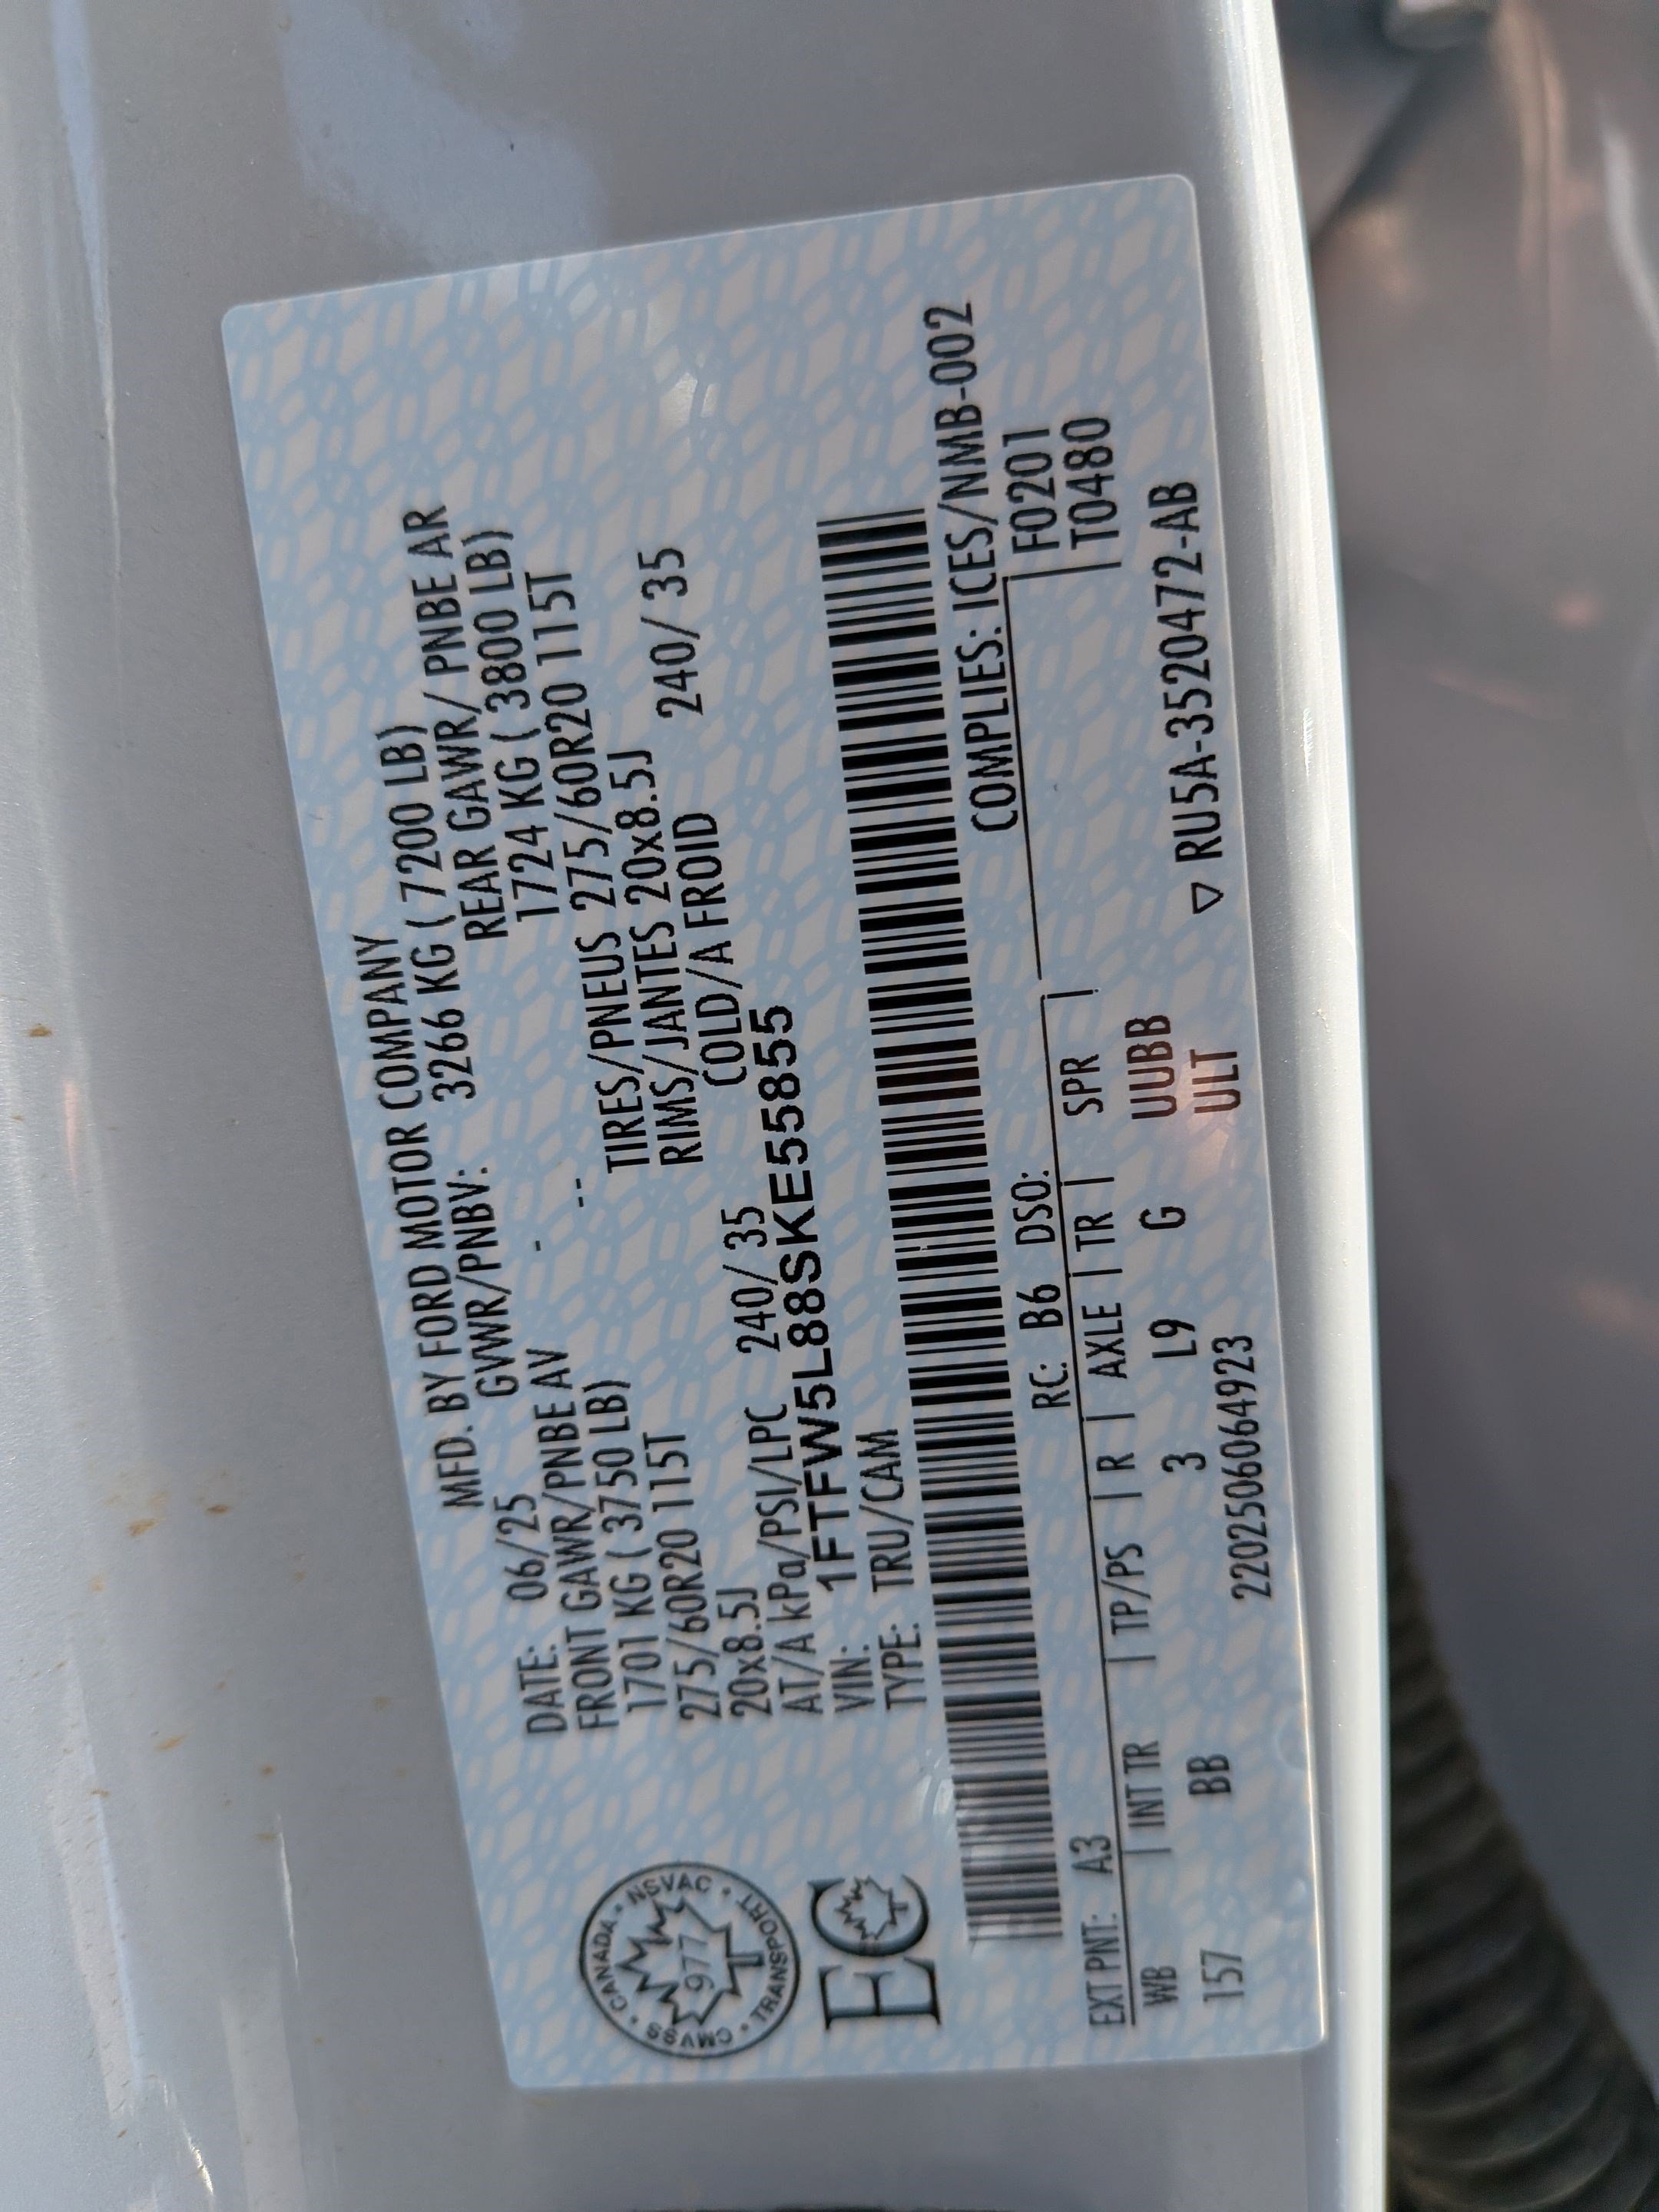 MFD. BY FORD MOTOR COMPANY
DATE: 06/25 GVWR/PNBV: 3266 KG ( 7200 LB)
FRONT GAWR/PNBE AV - REAR GAWR/ PNBE AR
1701 KG ( 3750 LB) -- 1724 KG ( 3800 LB)
275/60R20 115T TIRES/PNEUS 275/60R20 115T
20x8.5J RIMS/JANTES 20x8.5J
AT/A kPa/PSI/LPC 240/ 35 COLD/A FROID 240/ 35
VIN: 1FTFW5L88SKE55855
TYPE: TRU/CAM
CANADA • NSVAC • TRANSPORT • CMVSS •
977
EC
COMPLIES: ICES/NMB-002
EXT PNT: A3 RC: B6 DSO: F0201
WB | INT TR | TP/PS | R | AXLE | TR | SPR | T0480
157 BB 3 L9 G UUBB
ULT
2202506064923 ▽ RU5A-3520472-AB